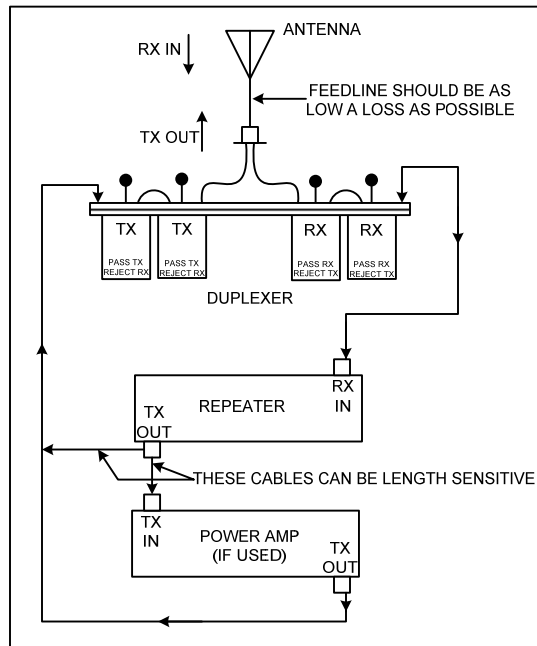 ANTENNA
RX IN
FEEDLINE SHOULD BE AS
LOW A LOSS AS POSSIBLE
TX OUT
TX
TX
RX
RX
PASS TX
REJECT RX
PASS TX
REJECT RX
PASS RX
REJECT TX
PASS RX
REJECT TX
DUPLEXER
RX
IN
REPEATER
TX
OUT
THESE CABLES CAN BE LENGTH SENSITIVE
TX
IN
POWER AMP
(IF USED)
TX
OUT